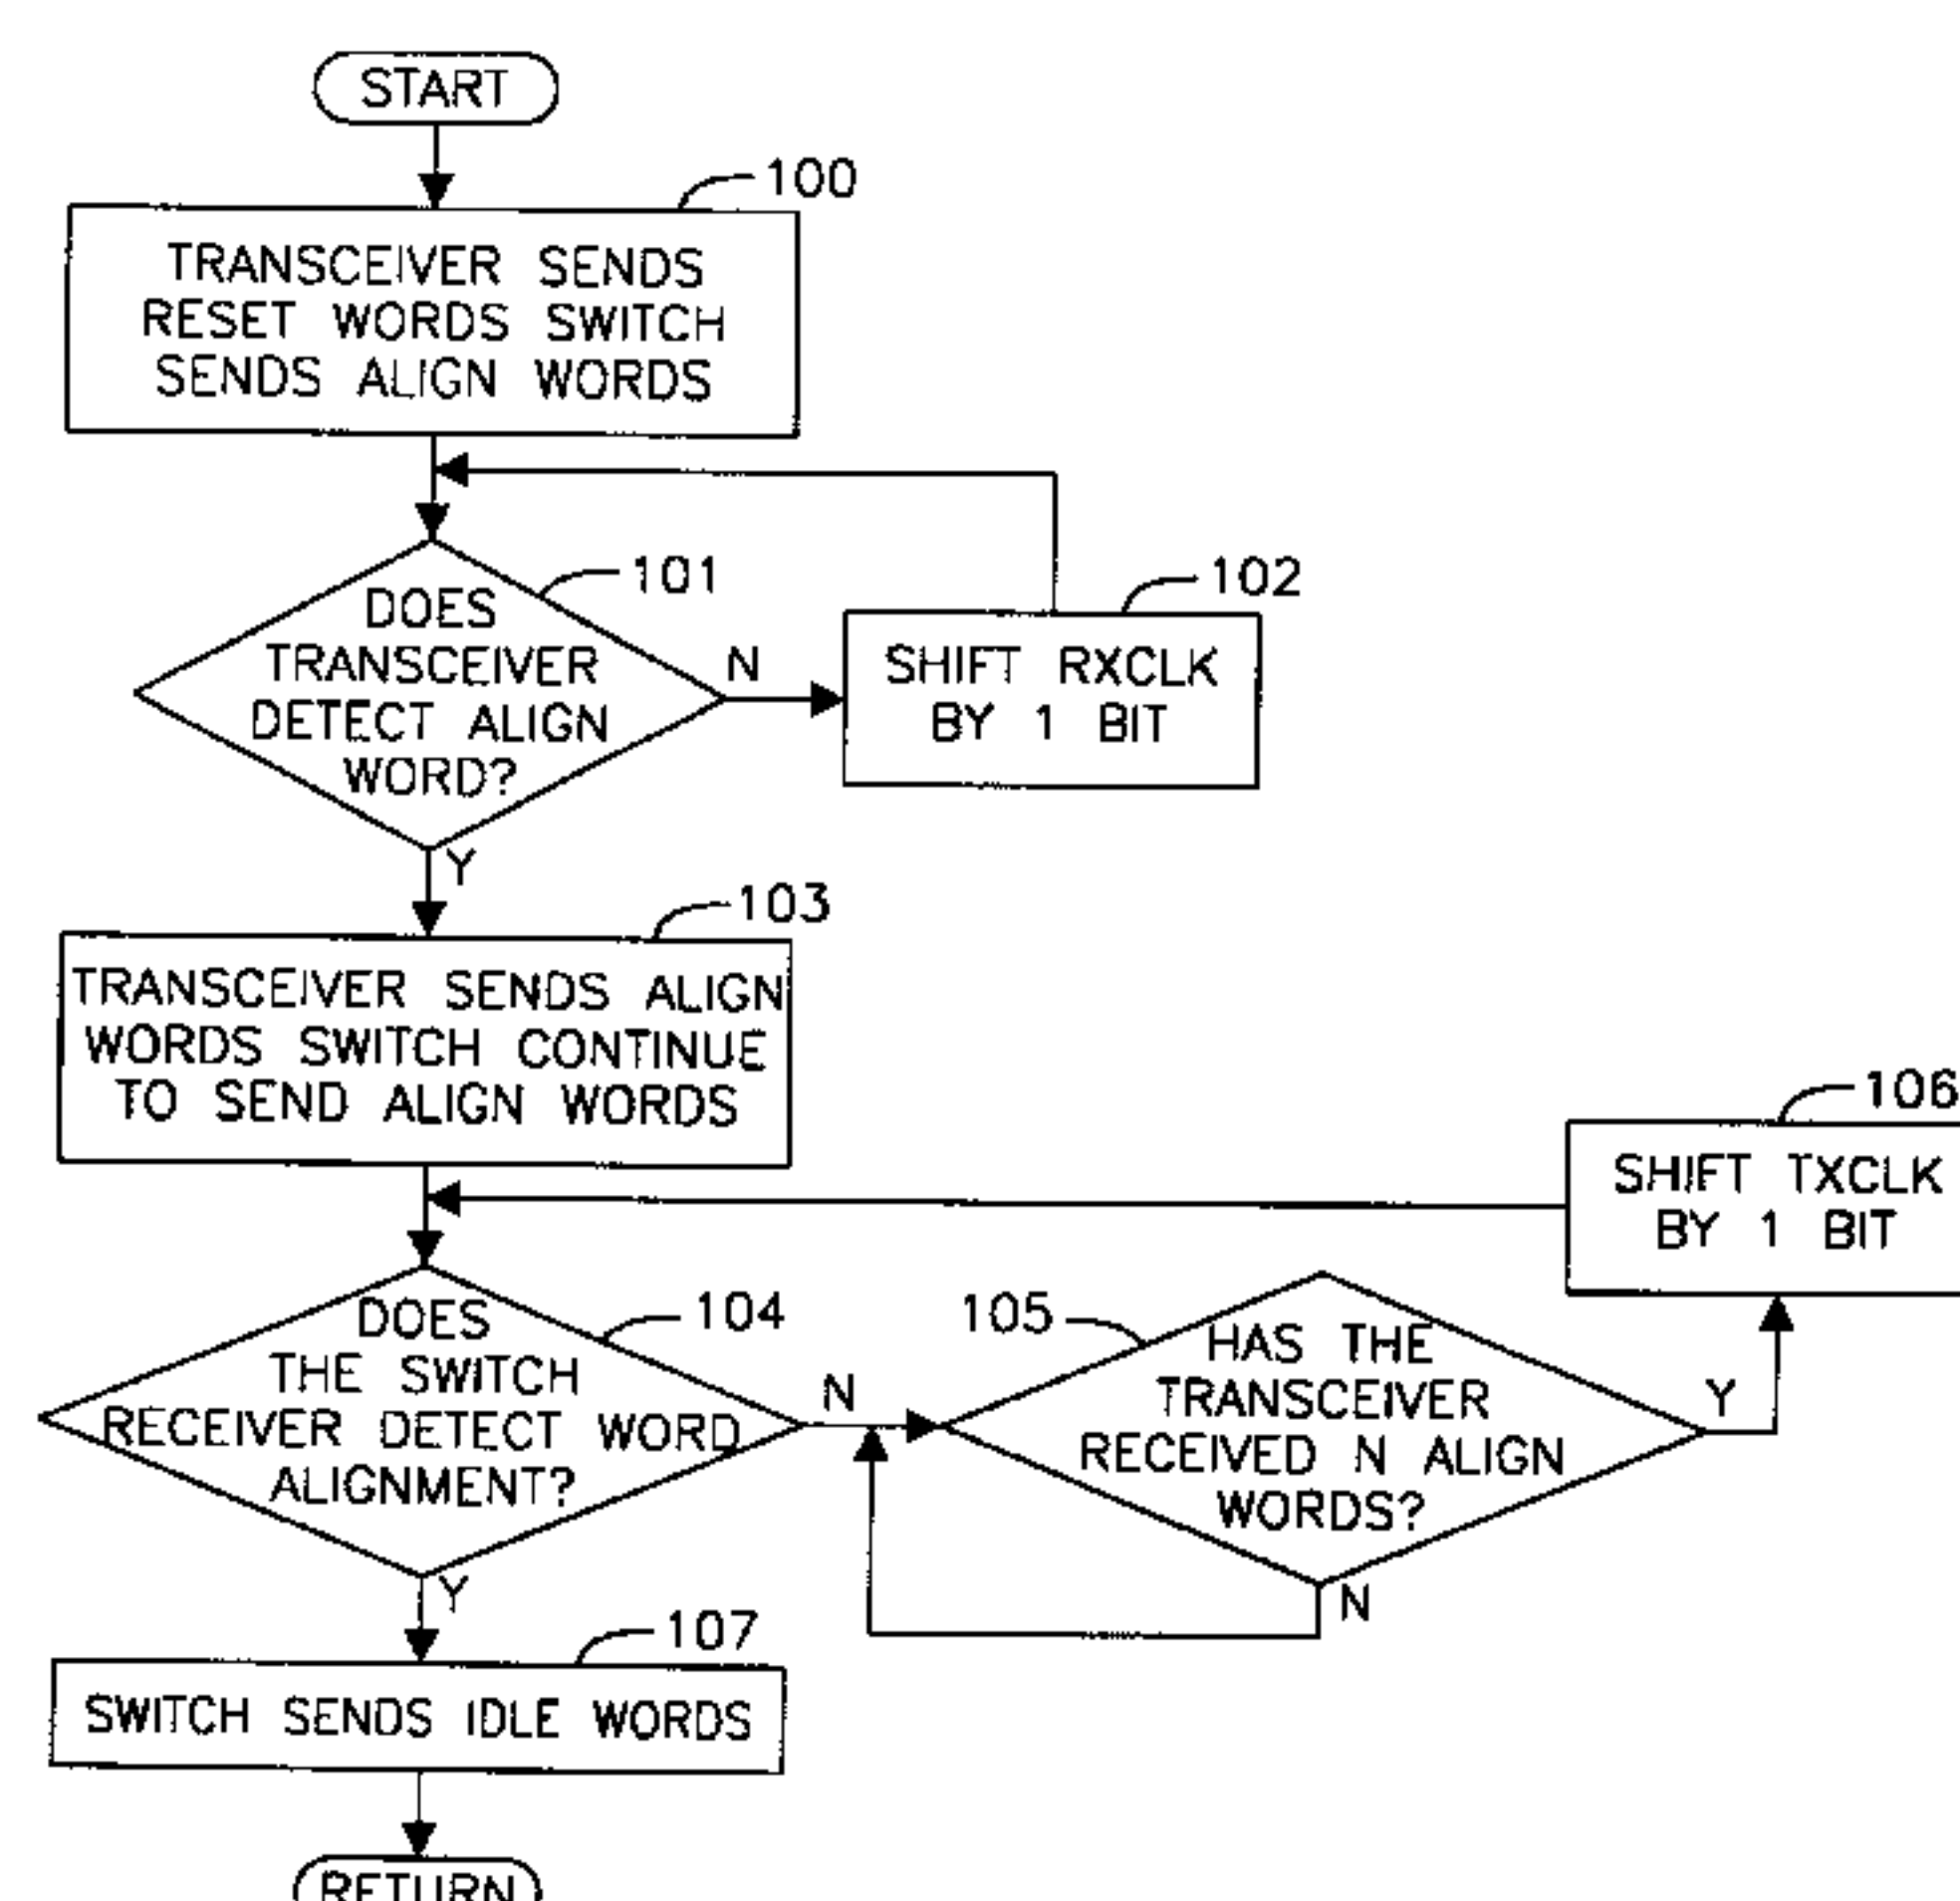 START
100
TRANSCEIVER SENDS
RESET WORDS SWITCH
SENDS ALIGN WORDS
101
DOES
TRANSCEIVER
DETECT ALIGN
WORD?
N
102
SHIFT RXCLK
BY 1 BIT
Y
103
TRANSCEIVER SENDS ALIGN
WORDS SWITCH CONTINUE
TO SEND ALIGN WORDS
106
SHIFT TXCLK
BY 1 BIT
104
DOES
THE SWITCH
RECEIVER DETECT WORD
ALIGNMENT?
N
105
HAS THE
TRANSCEIVER
RECEIVED N ALIGN
WORDS?
Y
N
Y
107
SWITCH SENDS IDLE WORDS
RETURN